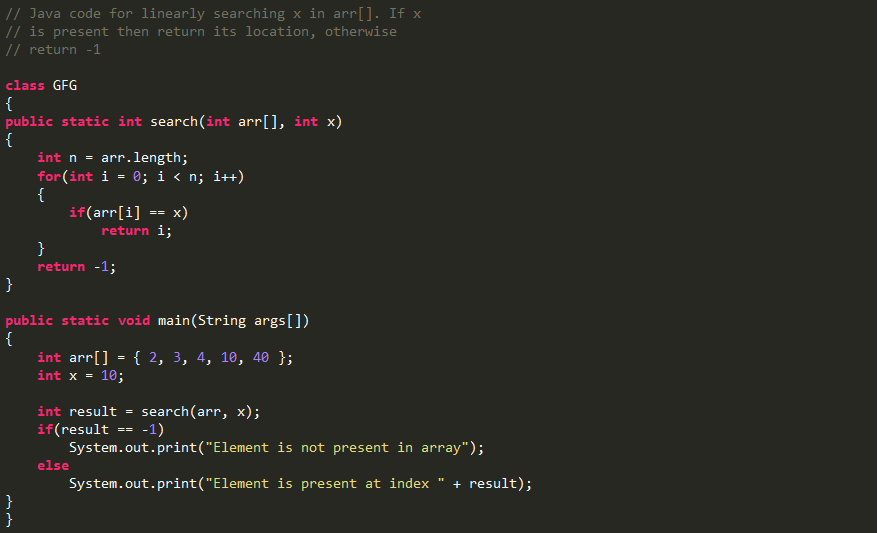 // Java code for linearly searching x in arr[]. If x
// is present then return its location, otherwise
// return -1

class GFG
{
public static int search(int arr[], int x)
{
    int n = arr.length;
    for(int i = 0; i < n; i++)
    {
        if(arr[i] == x)
            return i;
    }
    return -1;
}

public static void main(String args[])
{
    int arr[] = { 2, 3, 4, 10, 40 };
    int x = 10;

    int result = search(arr, x);
    if(result == -1)
        System.out.print("Element is not present in array");
    else
        System.out.print("Element is present at index " + result);
}
}